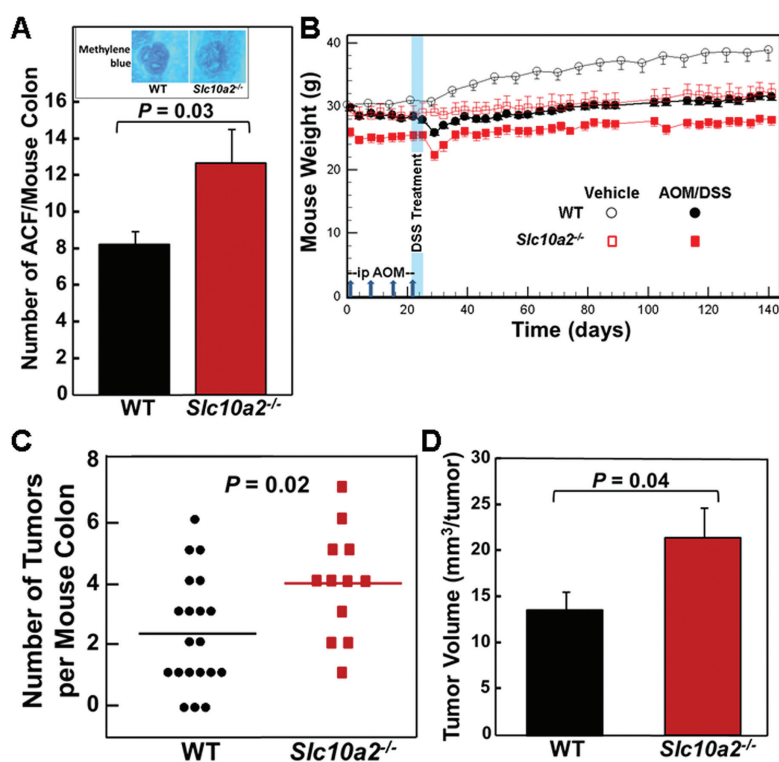 A
Methylene
blue
WT
Slc10a2-/-
P = 0.03
Number of ACF/Mouse Colon
16
14
12
10
8
6
4
2
0
WT
Slc10a2-/-
B
Mouse Weight (g)
40
30
20
10
0
DSS Treatment
--ip AOM--
Vehicle AOM/DSS
WT
Slc10a2-/-
0 20 40 60 80 100 120 140
Time (days)
C
Number of Tumors
per Mouse Colon
8
6
4
2
0
P = 0.02
WT
Slc10a2-/-
D
Tumor Volume (mm3/tumor)
30
25
20
15
10
5
0
P = 0.04
WT
Slc10a2-/-